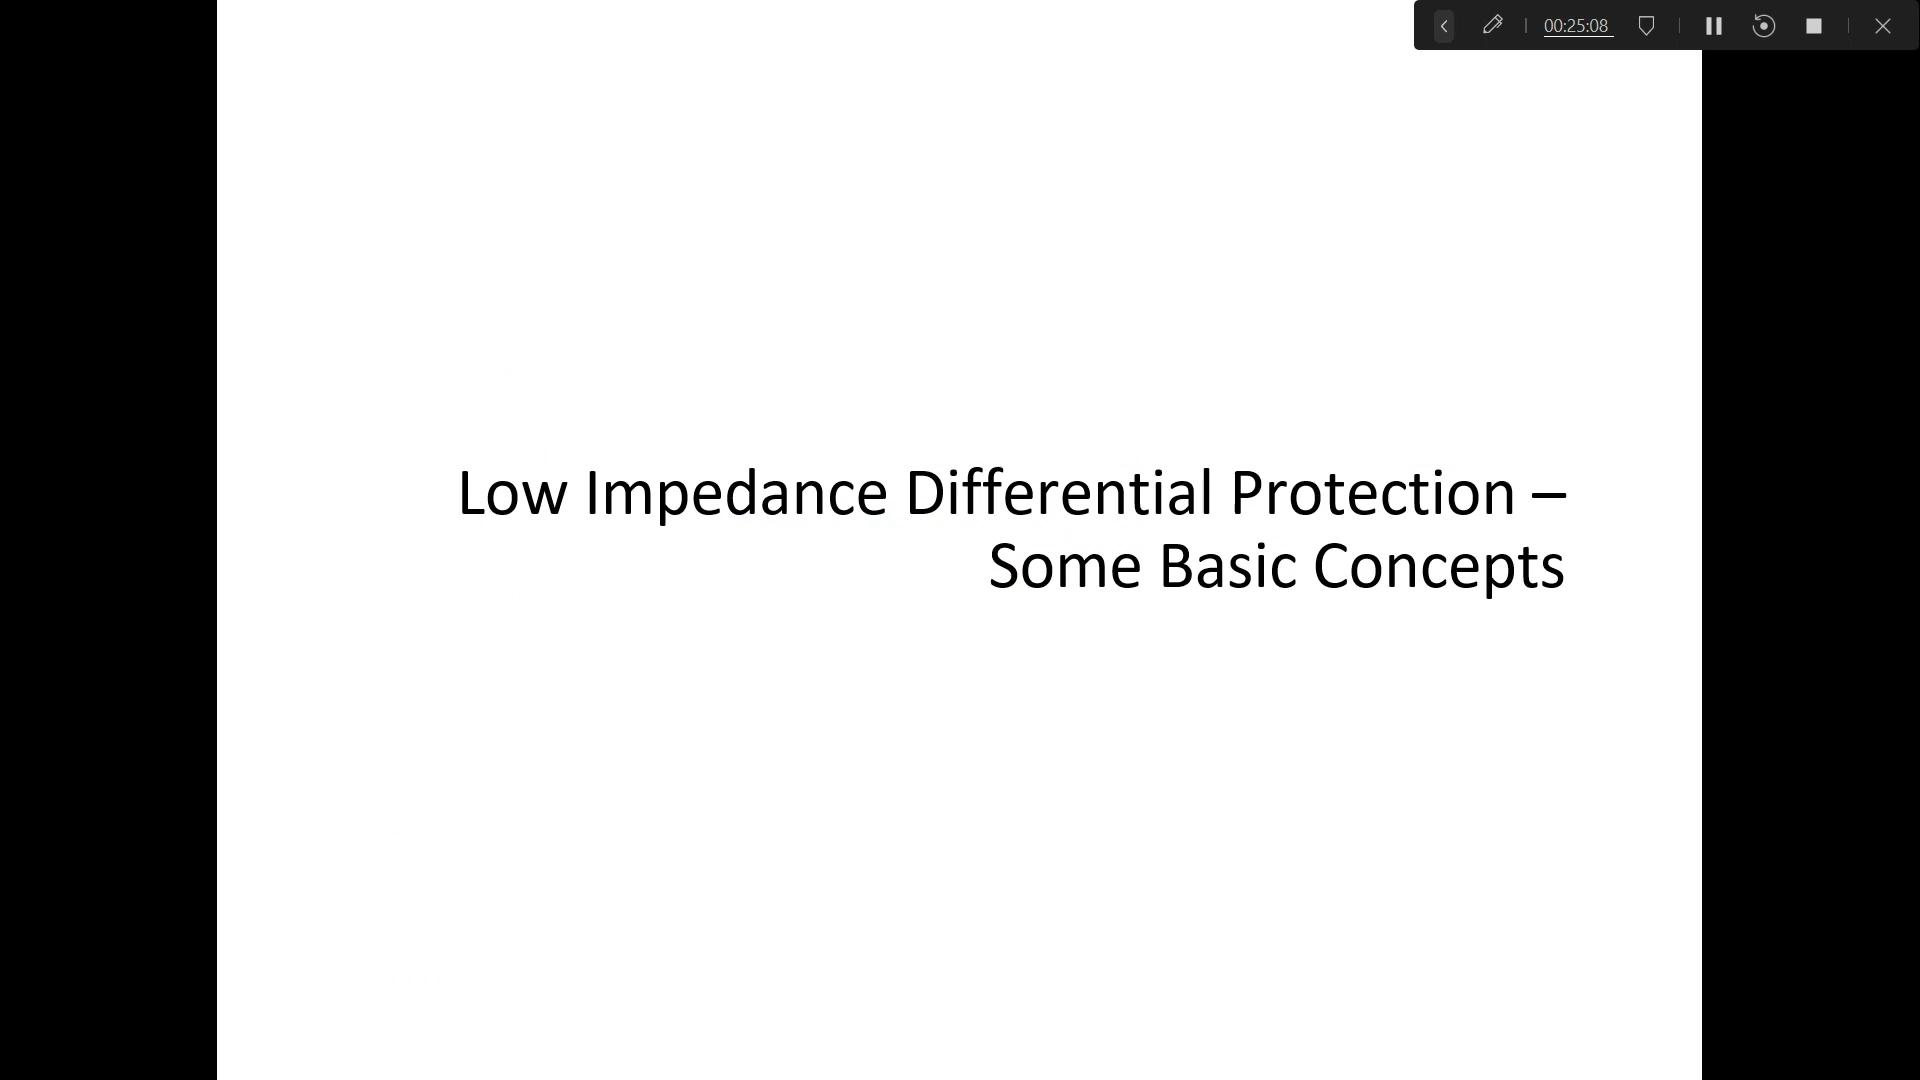 00:25:08
Low Impedance Differential Protection –
Some Basic Concepts